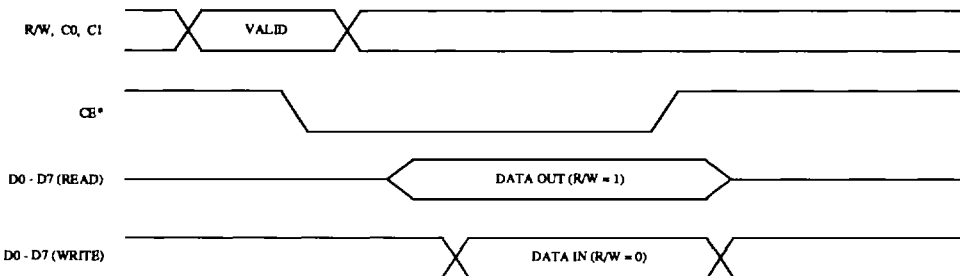 R/W, C0, C1
VALID
CE*
D0 - D7 (READ)
DATA OUT (R/W = 1)
D0 - D7 (WRITE)
DATA IN (R/W = 0)